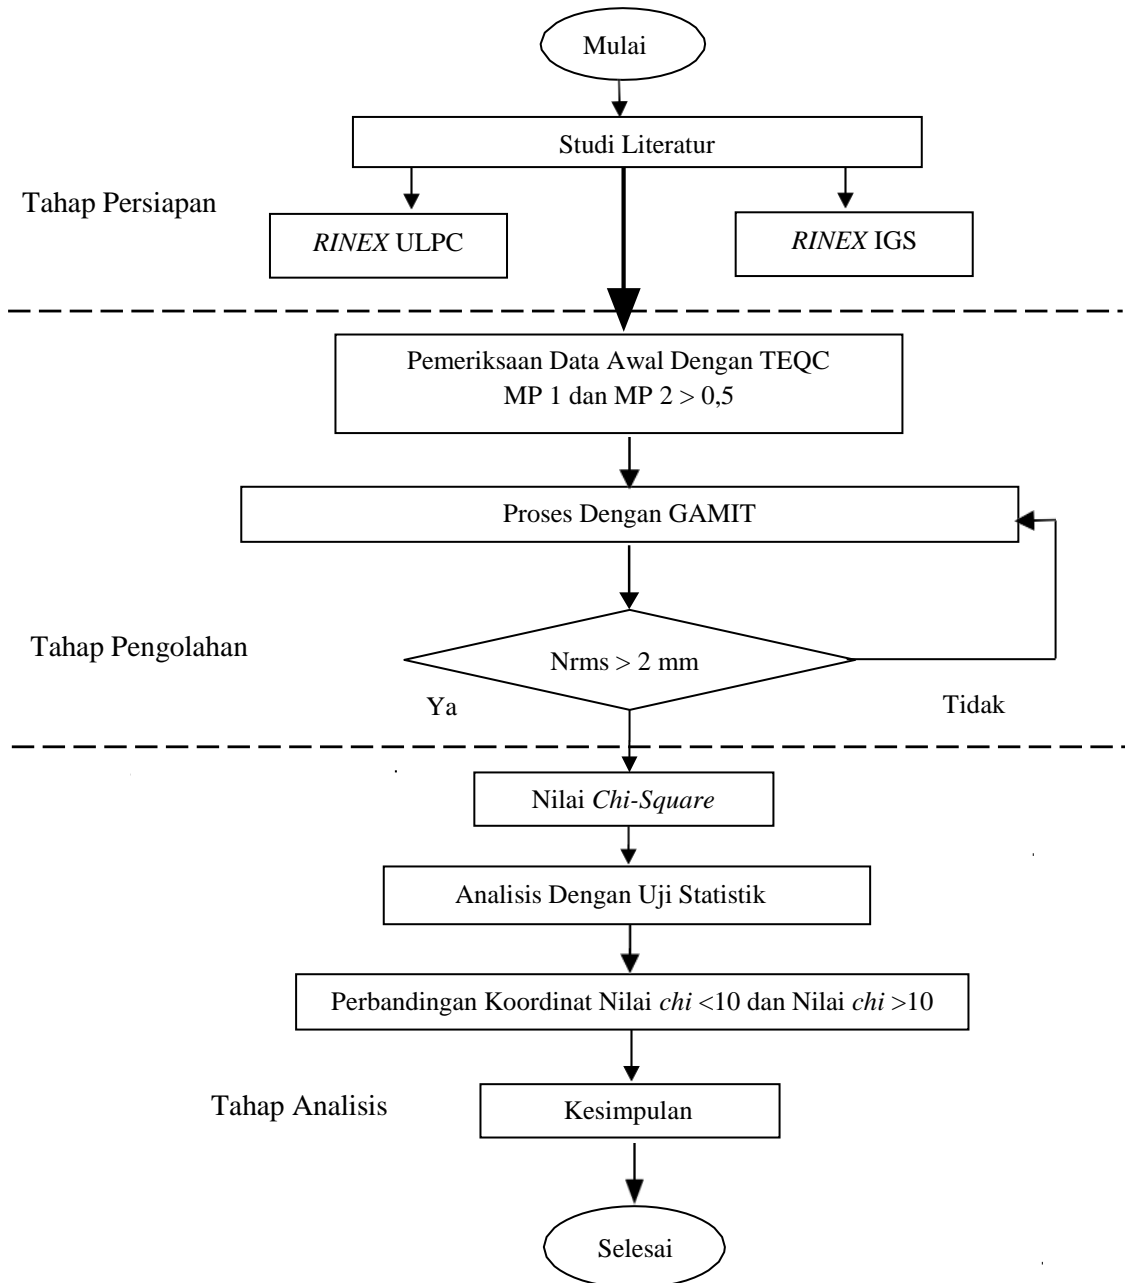 Mulai
Studi Literatur
Tahap Persiapan
RINEX ULPC
RINEX IGS
Pemeriksaan Data Awal Dengan TEQC
MP 1 dan MP 2 > 0,5
Proses Dengan GAMIT
Tahap Pengolahan
Nrms > 2 mm
Ya
Tidak
Nilai Chi-Square
Analisis Dengan Uji Statistik
Perbandingan Koordinat Nilai chi <10 dan Nilai chi >10
Tahap Analisis
Kesimpulan
Selesai